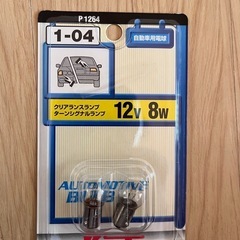 P 1264
1-04
自動車用電球
クリアランスランプ
ターンシグナルランプ
12V 8W
AUTOMOTIVE
BULB